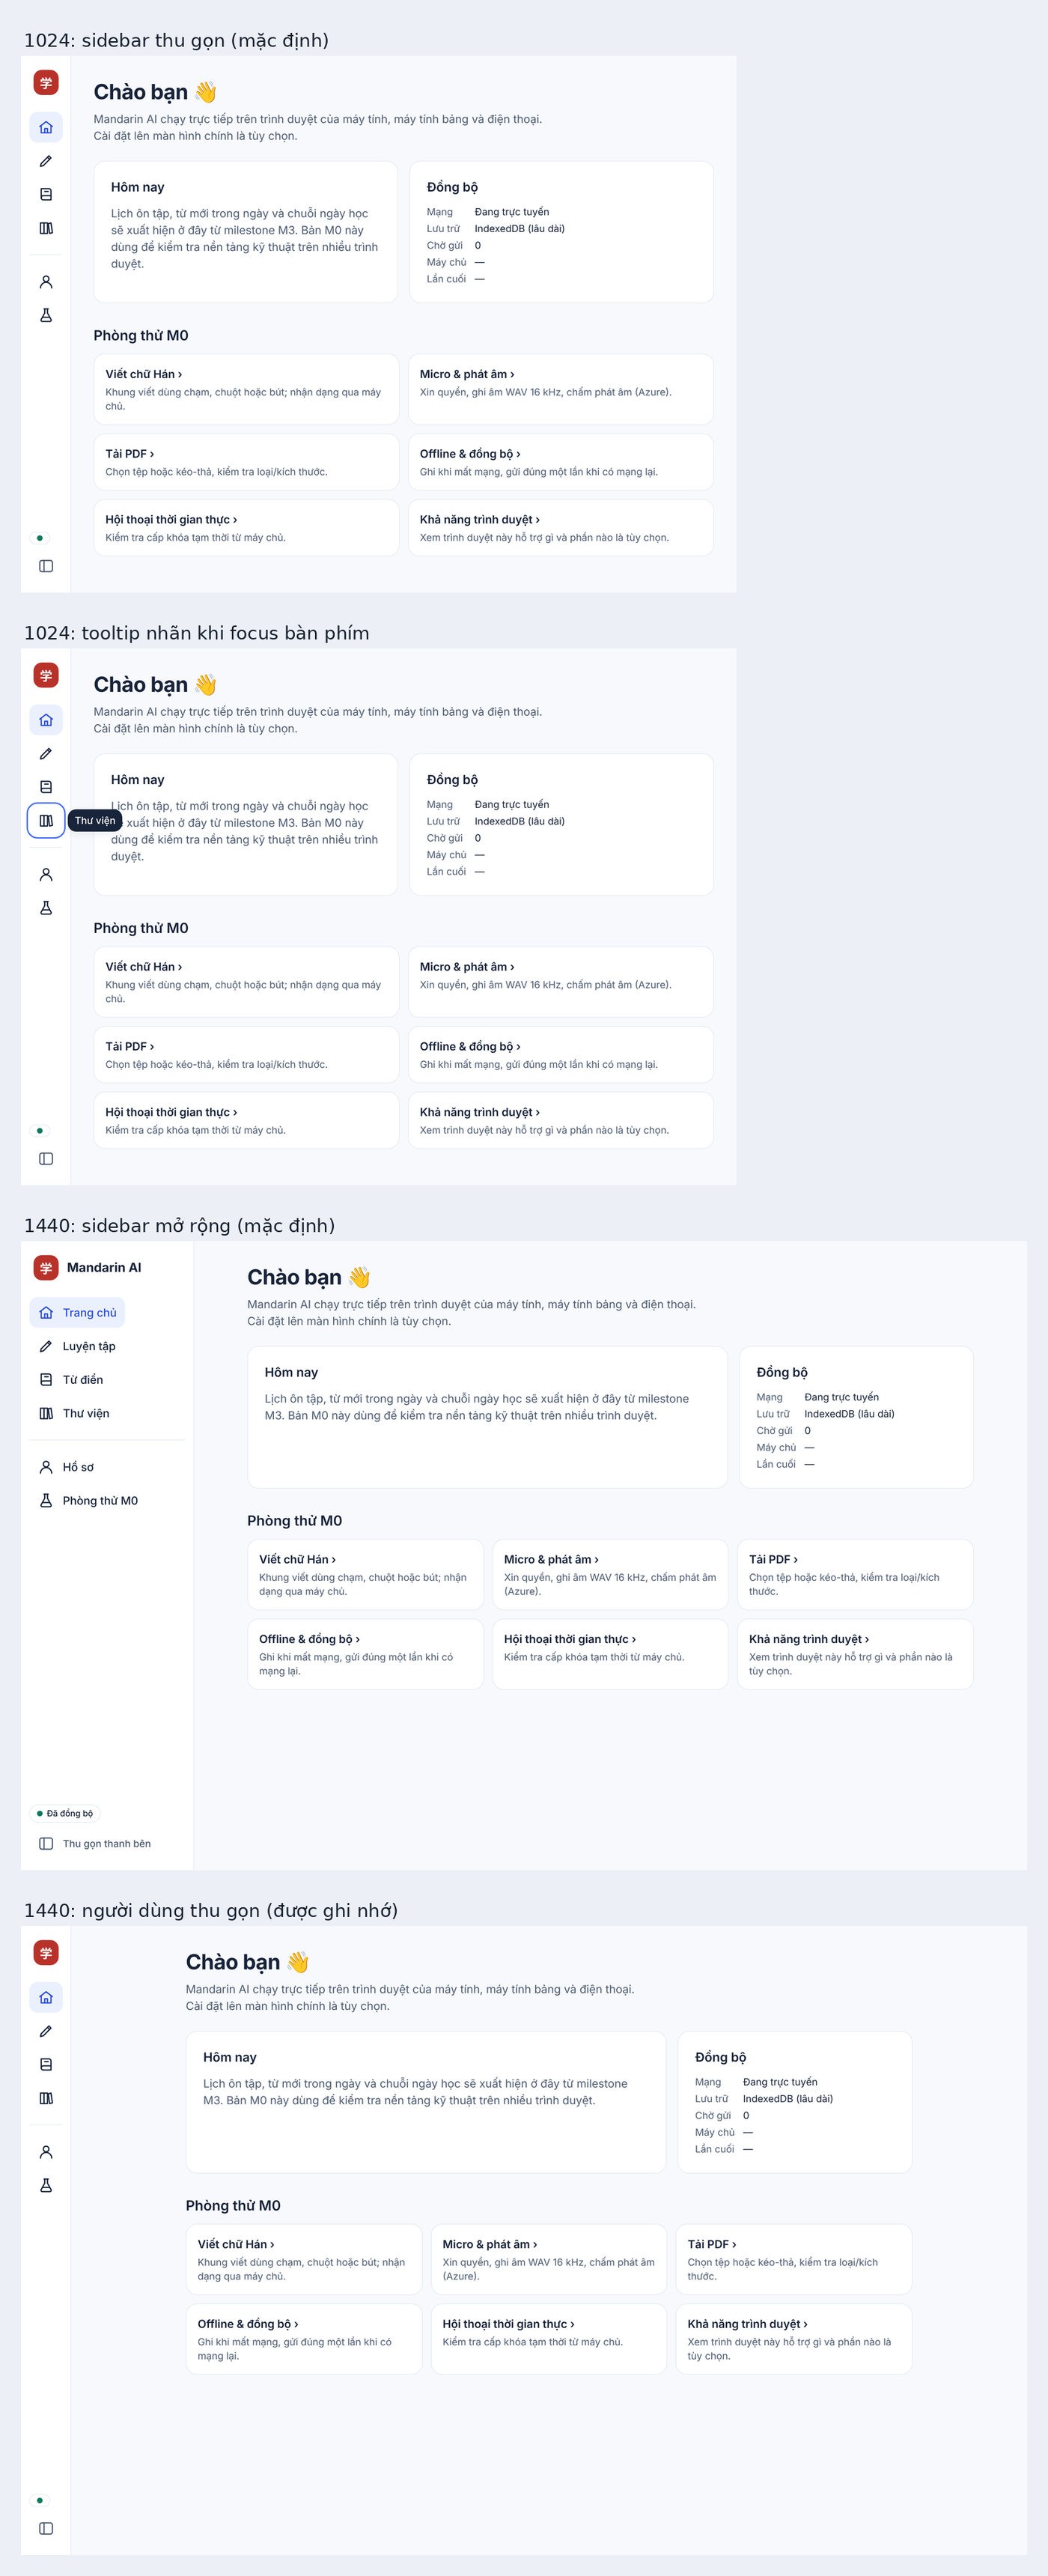 1024: sidebar thu gọn (mặc định)
学
Chào bạn 👋
Mandarin AI chạy trực tiếp trên trình duyệt của máy tính, máy tính bảng và điện thoại.
Cài đặt lên màn hình chính là tùy chọn.
Hôm nay
Lịch ôn tập, từ mới trong ngày và chuỗi ngày học
sẽ xuất hiện ở đây từ milestone M3. Bản M0 này
dùng để kiểm tra nền tảng kỹ thuật trên nhiều trình
duyệt.
Đồng bộ
Mạng Đang trực tuyến
Lưu trữ IndexedDB (lâu dài)
Chờ gửi 0
Máy chủ —
Lần cuối —
Phòng thử M0
Viết chữ Hán ›
Khung viết dùng chạm, chuột hoặc bút; nhận dạng qua máy
chủ.
Micro & phát âm ›
Xin quyền, ghi âm WAV 16 kHz, chấm phát âm (Azure).
Tải PDF ›
Chọn tệp hoặc kéo-thả, kiểm tra loại/kích thước.
Offline & đồng bộ ›
Ghi khi mất mạng, gửi đúng một lần khi có mạng lại.
Hội thoại thời gian thực ›
Kiểm tra cấp khóa tạm thời từ máy chủ.
Khả năng trình duyệt ›
Xem trình duyệt này hỗ trợ gì và phần nào là tùy chọn.
1024: tooltip nhãn khi focus bàn phím
学
Chào bạn 👋
Mandarin AI chạy trực tiếp trên trình duyệt của máy tính, máy tính bảng và điện thoại.
Cài đặt lên màn hình chính là tùy chọn.
Hôm nay
Lịch ôn tập, từ mới trong ngày và chuỗi ngày học
Thư viện
xuất hiện ở đây từ milestone M3. Bản M0 này
dùng để kiểm tra nền tảng kỹ thuật trên nhiều trình
duyệt.
Đồng bộ
Mạng Đang trực tuyến
Lưu trữ IndexedDB (lâu dài)
Chờ gửi 0
Máy chủ —
Lần cuối —
Phòng thử M0
Viết chữ Hán ›
Khung viết dùng chạm, chuột hoặc bút; nhận dạng qua máy
chủ.
Micro & phát âm ›
Xin quyền, ghi âm WAV 16 kHz, chấm phát âm (Azure).
Tải PDF ›
Chọn tệp hoặc kéo-thả, kiểm tra loại/kích thước.
Offline & đồng bộ ›
Ghi khi mất mạng, gửi đúng một lần khi có mạng lại.
Hội thoại thời gian thực ›
Kiểm tra cấp khóa tạm thời từ máy chủ.
Khả năng trình duyệt ›
Xem trình duyệt này hỗ trợ gì và phần nào là tùy chọn.
1440: sidebar mở rộng (mặc định)
学 Mandarin AI
Trang chủ
Luyện tập
Từ điển
Thư viện
Hồ sơ
Phòng thử M0
Đã đồng bộ
Thu gọn thanh bên
Chào bạn 👋
Mandarin AI chạy trực tiếp trên trình duyệt của máy tính, máy tính bảng và điện thoại.
Cài đặt lên màn hình chính là tùy chọn.
Hôm nay
Lịch ôn tập, từ mới trong ngày và chuỗi ngày học sẽ xuất hiện ở đây từ milestone
M3. Bản M0 này dùng để kiểm tra nền tảng kỹ thuật trên nhiều trình duyệt.
Đồng bộ
Mạng Đang trực tuyến
Lưu trữ IndexedDB (lâu dài)
Chờ gửi 0
Máy chủ —
Lần cuối —
Phòng thử M0
Viết chữ Hán ›
Khung viết dùng chạm, chuột hoặc bút; nhận
dạng qua máy chủ.
Micro & phát âm ›
Xin quyền, ghi âm WAV 16 kHz, chấm phát âm
(Azure).
Tải PDF ›
Chọn tệp hoặc kéo-thả, kiểm tra loại/kích
thước.
Offline & đồng bộ ›
Ghi khi mất mạng, gửi đúng một lần khi có
mạng lại.
Hội thoại thời gian thực ›
Kiểm tra cấp khóa tạm thời từ máy chủ.
Khả năng trình duyệt ›
Xem trình duyệt này hỗ trợ gì và phần nào là
tùy chọn.
1440: người dùng thu gọn (được ghi nhớ)
学
Chào bạn 👋
Mandarin AI chạy trực tiếp trên trình duyệt của máy tính, máy tính bảng và điện thoại.
Cài đặt lên màn hình chính là tùy chọn.
Hôm nay
Lịch ôn tập, từ mới trong ngày và chuỗi ngày học sẽ xuất hiện ở đây từ milestone
M3. Bản M0 này dùng để kiểm tra nền tảng kỹ thuật trên nhiều trình duyệt.
Đồng bộ
Mạng Đang trực tuyến
Lưu trữ IndexedDB (lâu dài)
Chờ gửi 0
Máy chủ —
Lần cuối —
Phòng thử M0
Viết chữ Hán ›
Khung viết dùng chạm, chuột hoặc bút; nhận
dạng qua máy chủ.
Micro & phát âm ›
Xin quyền, ghi âm WAV 16 kHz, chấm phát âm
(Azure).
Tải PDF ›
Chọn tệp hoặc kéo-thả, kiểm tra loại/kích
thước.
Offline & đồng bộ ›
Ghi khi mất mạng, gửi đúng một lần khi có
mạng lại.
Hội thoại thời gian thực ›
Kiểm tra cấp khóa tạm thời từ máy chủ.
Khả năng trình duyệt ›
Xem trình duyệt này hỗ trợ gì và phần nào là
tùy chọn.